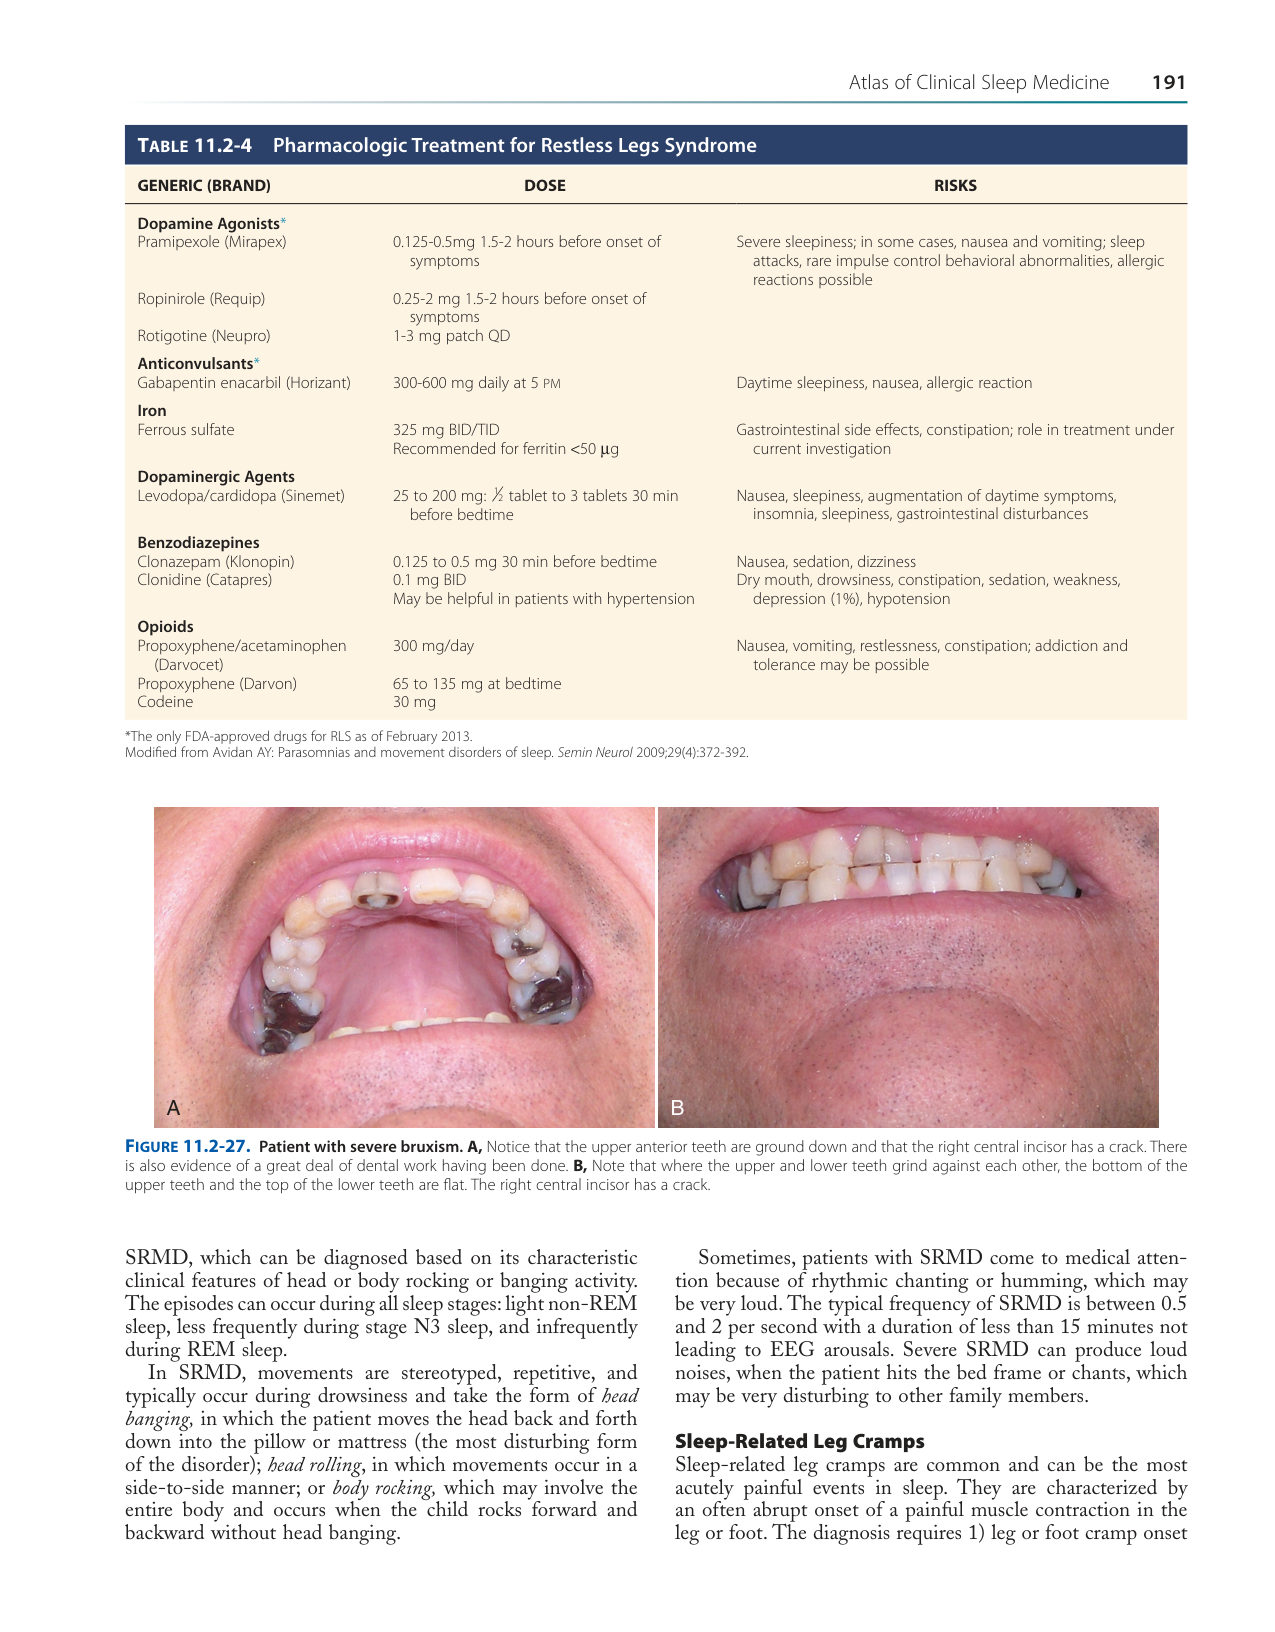 Atlas of Clinical Sleep Medicine 191
TABLE 11.2-4 Pharmacologic Treatment for Restless Legs Syndrome
GENERIC (BRAND) DOSE RISKS
Dopamine Agonists*
Pramipexole (Mirapex) 0.125-0.5mg 1.5-2 hours before onset of Severe sleepiness; in some cases, nausea and vomiting; sleep
symptoms attacks, rare impulse control behavioral abnormalities, allergic
reactions possible
Ropinirole (Requip) 0.25-2 mg 1.5-2 hours before onset of
symptoms
Rotigotine (Neupro) 1-3 mg patch QD
Anticonvulsants*
Gabapentin enacarbil (Horizant) 300-600 mg daily at 5 PM Daytime sleepiness, nausea, allergic reaction
Iron
Ferrous sulfate 325 mg BID/TID Gastrointestinal side effects, constipation; role in treatment under
Recommended for ferritin <50 µg current investigation
Dopaminergic Agents
Levodopa/cardidopa (Sinemet) 25 to 200 mg: ½ tablet to 3 tablets 30 min Nausea, sleepiness, augmentation of daytime symptoms,
before bedtime insomnia, sleepiness, gastrointestinal disturbances
Benzodiazepines
Clonazepam (Klonopin) 0.125 to 0.5 mg 30 min before bedtime Nausea, sedation, dizziness
Clonidine (Catapres) 0.1 mg BID Dry mouth, drowsiness, constipation, sedation, weakness,
May be helpful in patients with hypertension depression (1%), hypotension
Opioids
Propoxyphene/acetaminophen 300 mg/day Nausea, vomiting, restlessness, constipation; addiction and
(Darvocet) tolerance may be possible
Propoxyphene (Darvon) 65 to 135 mg at bedtime
Codeine 30 mg
*The only FDA-approved drugs for RLS as of February 2013.
Modified from Avidan AY: Parasomnias and movement disorders of sleep. Semin Neurol 2009;29(4):372-392.
A B
FIGURE 11.2-27. Patient with severe bruxism. A, Notice that the upper anterior teeth are ground down and that the right central incisor has a crack. There
is also evidence of a great deal of dental work having been done. B, Note that where the upper and lower teeth grind against each other, the bottom of the
upper teeth and the top of the lower teeth are flat. The right central incisor has a crack.
SRMD, which can be diagnosed based on its characteristic
clinical features of head or body rocking or banging activity.
The episodes can occur during all sleep stages: light non-REM
sleep, less frequently during stage N3 sleep, and infrequently
during REM sleep.
In SRMD, movements are stereotyped, repetitive, and
typically occur during drowsiness and take the form of head
banging, in which the patient moves the head back and forth
down into the pillow or mattress (the most disturbing form
of the disorder); head rolling, in which movements occur in a
side-to-side manner; or body rocking, which may involve the
entire body and occurs when the child rocks forward and
backward without head banging.
Sometimes, patients with SRMD come to medical atten-
tion because of rhythmic chanting or humming, which may
be very loud. The typical frequency of SRMD is between 0.5
and 2 per second with a duration of less than 15 minutes not
leading to EEG arousals. Severe SRMD can produce loud
noises, when the patient hits the bed frame or chants, which
may be very disturbing to other family members.
Sleep-Related Leg Cramps
Sleep-related leg cramps are common and can be the most
acutely painful events in sleep. They are characterized by
an often abrupt onset of a painful muscle contraction in the
leg or foot. The diagnosis requires 1) leg or foot cramp onset